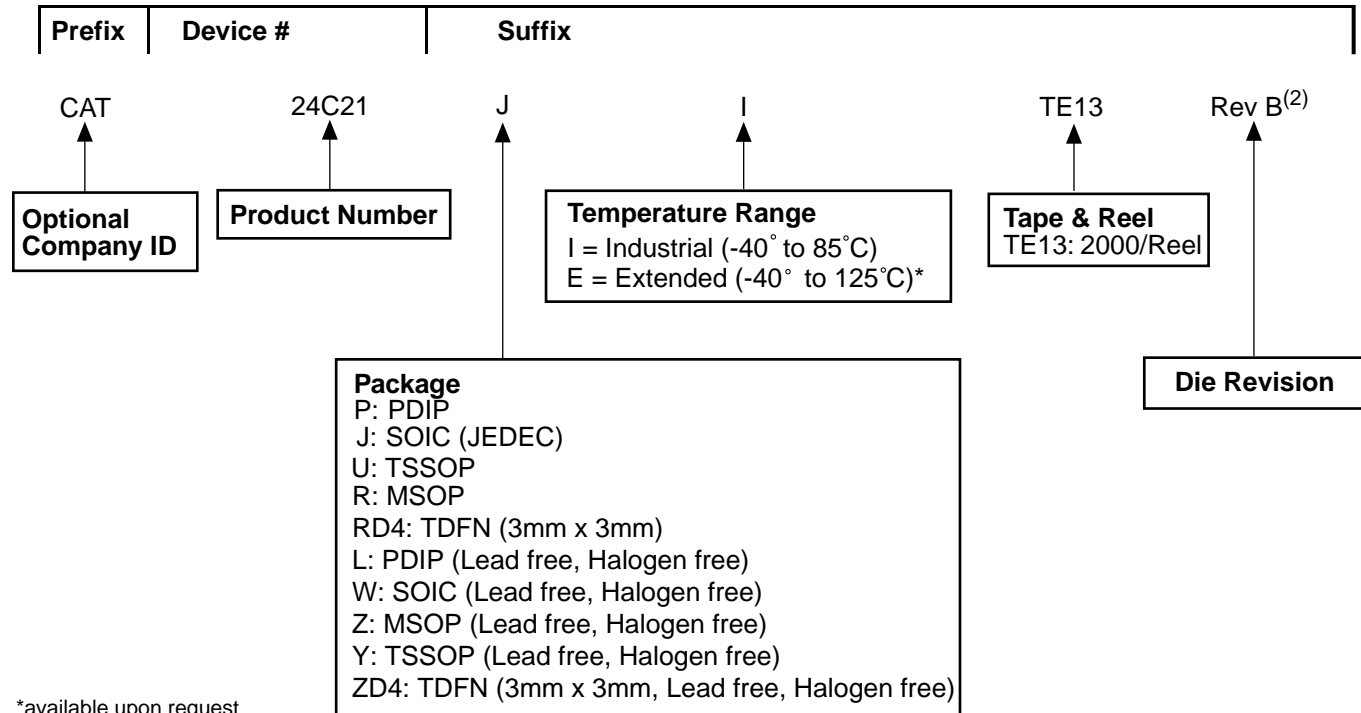 Prefix Device # Suffix
CAT 24C21 J I TE13 Rev B(2)
Optional
Company ID
Product Number
Temperature Range
I = Industrial (-40˚ to 85˚C)
E = Extended (-40˚ to 125˚C)*
Tape & Reel
TE13: 2000/Reel
Package
P: PDIP
J: SOIC (JEDEC)
U: TSSOP
R: MSOP
RD4: TDFN (3mm x 3mm)
L: PDIP (Lead free, Halogen free)
W: SOIC (Lead free, Halogen free)
Z: MSOP (Lead free, Halogen free)
Y: TSSOP (Lead free, Halogen free)
ZD4: TDFN (3mm x 3mm, Lead free, Halogen free)
Die Revision
*available upon request